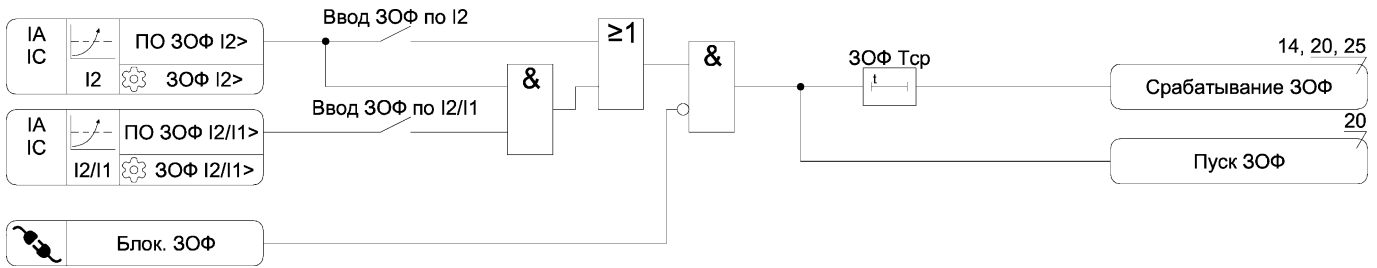 IA
IC
ПО ЗОФ I2>
I2
ЗОФ I2>
Ввод ЗОФ по I2
≥1
&
&
ЗОФ Тср
t
14, 20, 25
Срабатывание ЗОФ
IA
IC
ПО ЗОФ I2/I1>
I2/I1
ЗОФ I2/I1>
Ввод ЗОФ по I2/I1
20
Пуск ЗОФ
Блок. ЗОФ